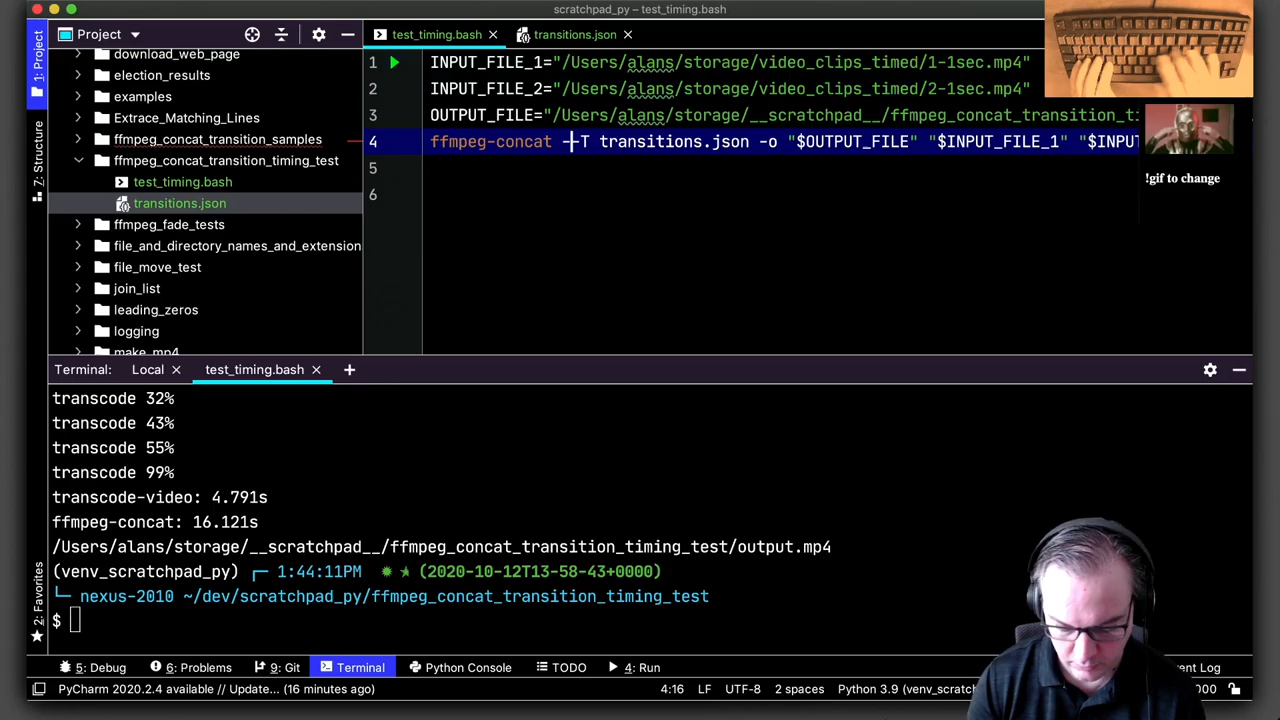 scratchpad_py – test_timing.bash
Project
test_timing.bash
transitions.json
1: Project
Z: Structure
2: Favorites
download_web_page
election_results
examples
Extrace_Matching_Lines
ffmpeg_concat_transition_samples
ffmpeg_concat_transition_timing_test
test_timing.bash
transitions.json
ffmpeg_fade_tests
file_and_directory_names_and_extension
file_move_test
join_list
leading_zeros
logging
make_mp4
1 INPUT_FILE_1="/Users/alans/storage/video_clips_timed/1-1sec.mp4"
2 INPUT_FILE_2="/Users/alans/storage/video_clips_timed/2-1sec.mp4"
3 OUTPUT_FILE="/Users/alans/storage/__scratchpad__/ffmpeg_concat_transition_ti
4 ffmpeg-concat -T transitions.json -o "$OUTPUT_FILE" "$INPUT_FILE_1" "$INPUT
5
6
!gif to change
Terminal: Local test_timing.bash
transcode 32%
transcode 43%
transcode 55%
transcode 99%
transcode-video: 4.791s
ffmpeg-concat: 16.121s
/Users/alans/storage/__scratchpad__/ffmpeg_concat_transition_timing_test/output.mp4
(venv_scratchpad_py) 1:44:11PM (2020-10-12T13-58-43+0000)
nexus-2010 ~/dev/scratchpad_py/ffmpeg_concat_transition_timing_test
$
5: Debug 6: Problems 9: Git Terminal Python Console TODO 4: Run ent Log
PyCharm 2020.2.4 available // Update... (16 minutes ago) 4:16 LF UTF-8 2 spaces Python 3.9 (venv_scratc 000